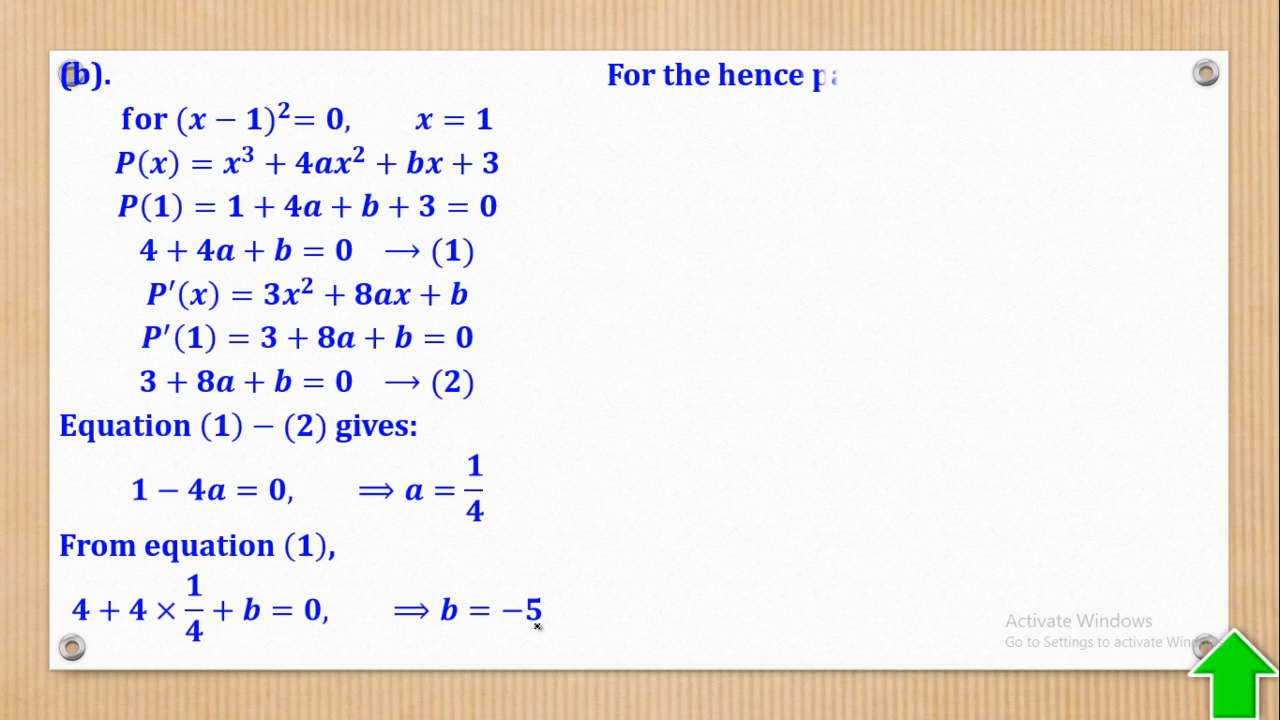 (b).
for (x − 1)² = 0,    x = 1
P(x) = x³ + 4ax² + bx + 3
P(1) = 1 + 4a + b + 3 = 0
4 + 4a + b = 0 ⟶ (1)
P′(x) = 3x² + 8ax + b
P′(1) = 3 + 8a + b = 0
3 + 8a + b = 0 ⟶ (2)
Equation (1) − (2) gives:
1 − 4a = 0,    ⟹ a = 1/4
From equation (1),
4 + 4 × 1/4 + b = 0,    ⟹ b = −5
For the hence
Activate Windows
Go to Settings to activate